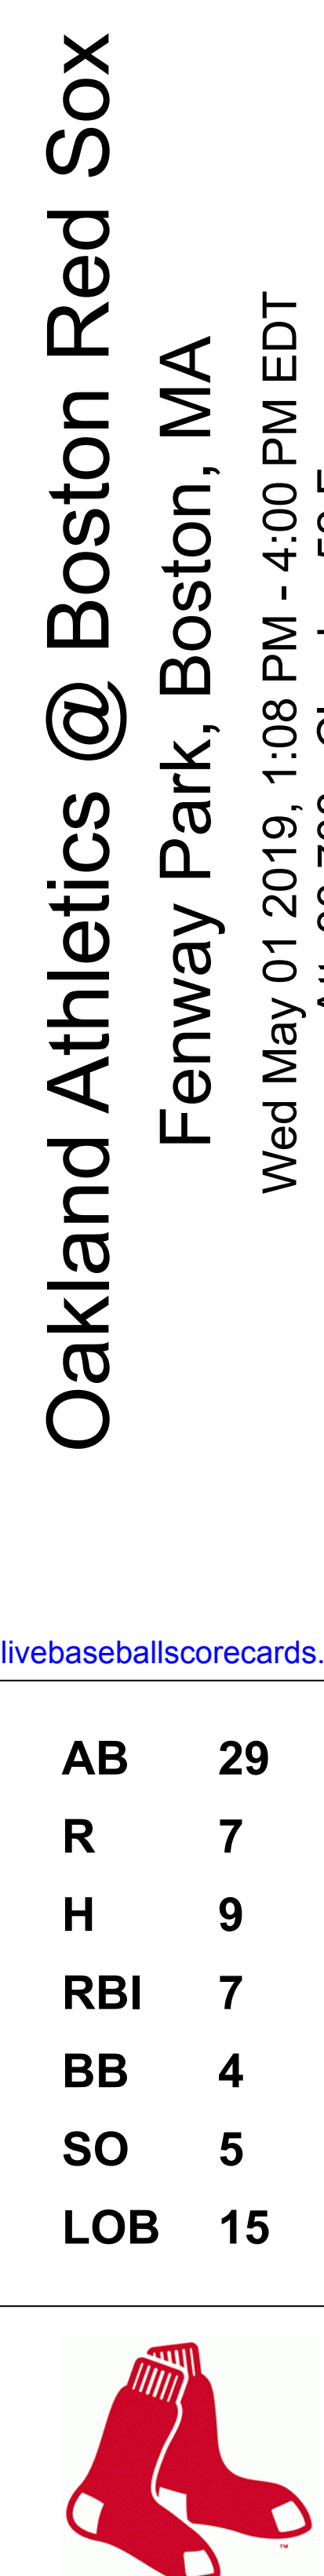 Oakland Athletics @ Boston Red Sox
Fenway Park, Boston, MA
Wed May 01 2019, 1:08 PM - 4:00 PM EDT
livebaseballscorecards.
AB 29
R 7
H 9
RBI 7
BB 4
SO 5
LOB 15
TM